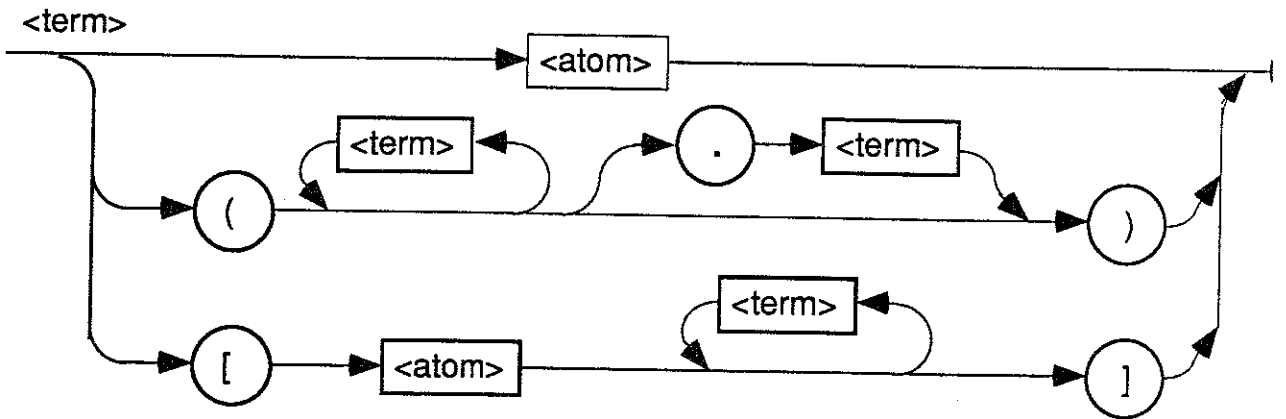 <term>
<atom>
<term> . <term>
( )
<term>
[ <atom> ]